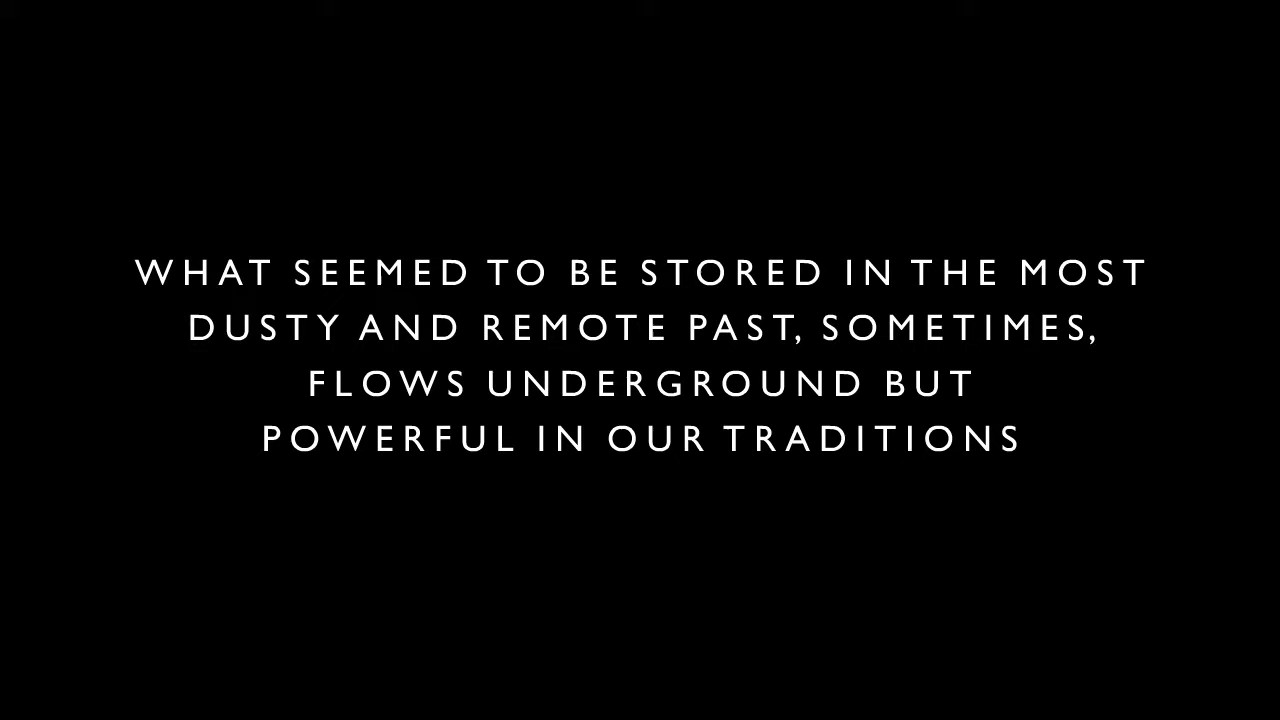 WHAT SEEMED TO BE STORED IN THE MOST
DUSTY AND REMOTE PAST, SOMETIMES,
FLOWS UNDERGROUND BUT
POWERFUL IN OUR TRADITIONS